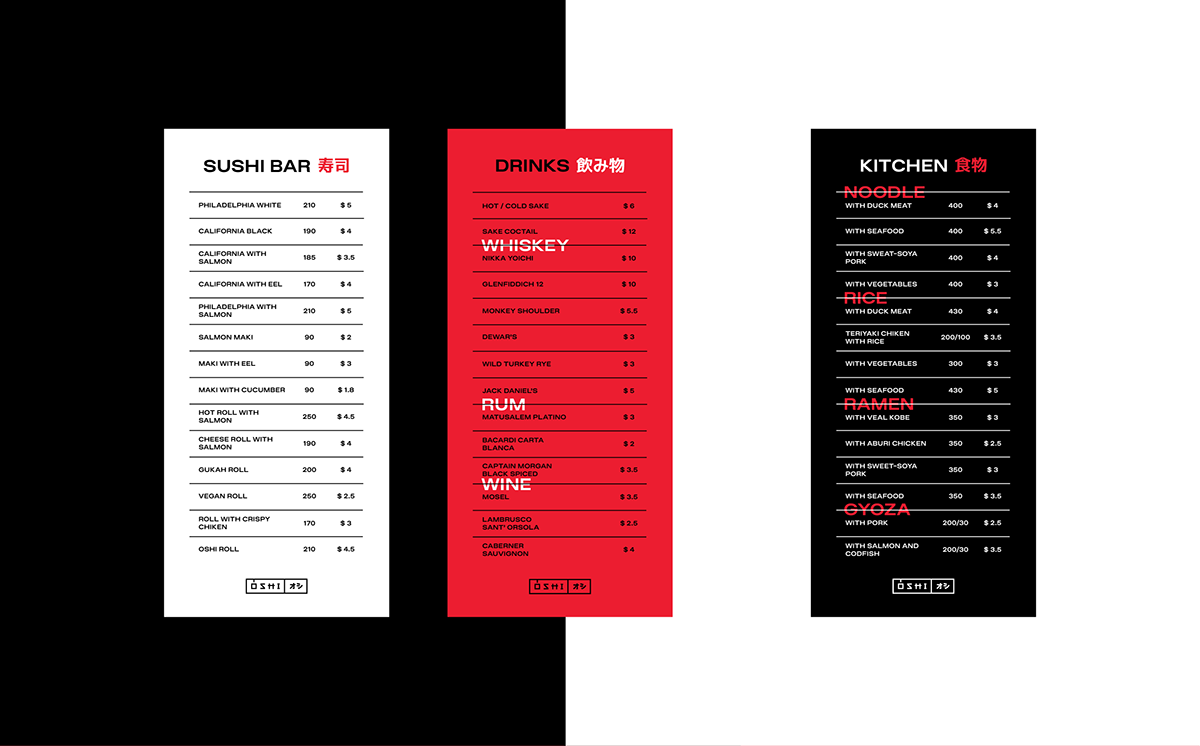 SUSHI BAR 寿司
PHILADELPHIA WHITE 210 $ 5
CALIFORNIA BLACK 190 $ 4
CALIFORNIA WITH
SALMON 185 $ 3.5
CALIFORNIA WITH EEL 170 $ 4
PHILADELPHIA WITH
SALMON 210 $ 5
SALMON MAKI 90 $ 2
MAKI WITH EEL 90 $ 3
MAKI WITH CUCUMBER 90 $ 1.8
HOT ROLL WITH
SALMON 250 $ 4.5
CHEESE ROLL WITH
SALMON 190 $ 4
GUKAH ROLL 200 $ 4
VEGAN ROLL 250 $ 2.5
ROLL WITH CRISPY
CHIKEN 170 $ 3
OSHI ROLL 210 $ 4.5
OSHI オシ
DRINKS 飲み物
HOT / COLD SAKE $ 6
SAKE COCTAIL $ 12
WHISKEY
NIKKA YOICHI $ 10
GLENFIDDICH 12 $ 10
MONKEY SHOULDER $ 5.5
DEWAR'S $ 3
WILD TURKEY RYE $ 3
JACK DANIEL'S $ 5
RUM
MATUSALEM PLATINO $ 3
BACARDI CARTA
BLANCA $ 2
CAPTAIN MORGAN
BLACK SPICED $ 3.5
WINE
MOSEL $ 3.5
LAMBRUSCO
SANT' ORSOLA $ 2.5
CABERNER
SAUVIGNON $ 4
OSHI オシ
KITCHEN 食物
NOODLE
WITH DUCK MEAT 400 $ 4
WITH SEAFOOD 400 $ 5.5
WITH SWEAT-SOYA
PORK 400 $ 4
WITH VEGETABLES 400 $ 3
RICE
WITH DUCK MEAT 430 $ 4
TERIYAKI CHIKEN
WITH RICE 200/100 $ 3.5
WITH VEGETABLES 300 $ 3
WITH SEAFOOD 430 $ 5
RAMEN
WITH VEAL KOBE 350 $ 3
WITH ABURI CHICKEN 350 $ 2.5
WITH SWEET-SOYA
PORK 350 $ 3
WITH SEAFOOD 350 $ 3.5
GYOZA
WITH PORK 200/30 $ 2.5
WITH SALMON AND
CODFISH 200/30 $ 3.5
OSHI オシ